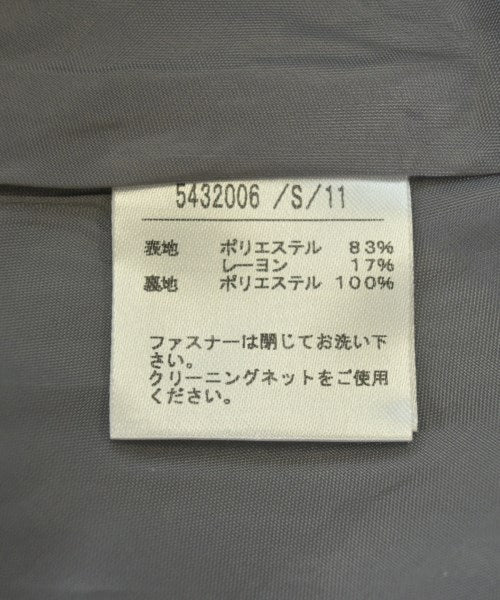 5432006 /S/11
表地 ポリエステル 83%
レーヨン 17%
裏地 ポリエステル 100%
ファスナーは閉じてお洗い下
さい。
クリーニングネットをご使用
ください。